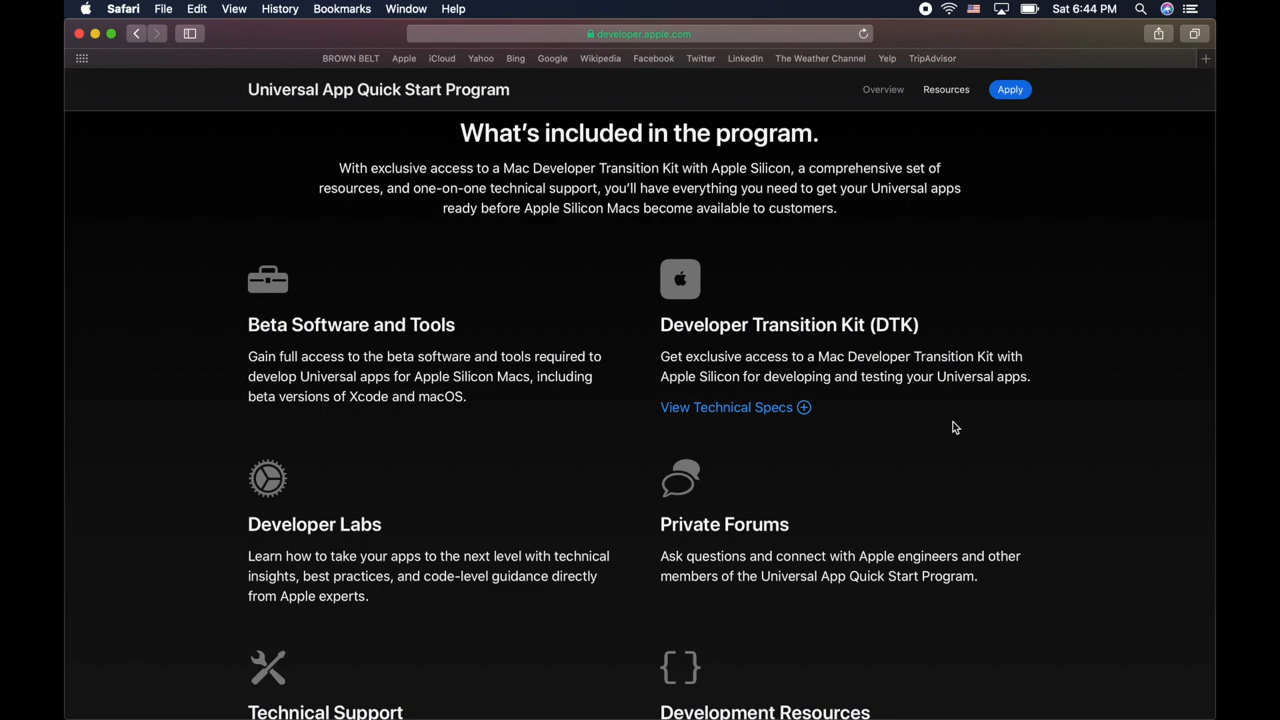 Safari File Edit View History Bookmarks Window Help Sat 6:44 PM
developer.apple.com
BROWN BELT Apple iCloud Yahoo Bing Google Wikipedia Facebook Twitter LinkedIn The Weather Channel Yelp TripAdvisor
Universal App Quick Start Program Overview Resources Apply
What's included in the program.
With exclusive access to a Mac Developer Transition Kit with Apple Silicon, a comprehensive set of
resources, and one-on-one technical support, you'll have everything you need to get your Universal apps
ready before Apple Silicon Macs become available to customers.
Beta Software and Tools
Gain full access to the beta software and tools required to
develop Universal apps for Apple Silicon Macs, including
beta versions of Xcode and macOS.
Developer Transition Kit (DTK)
Get exclusive access to a Mac Developer Transition Kit with
Apple Silicon for developing and testing your Universal apps.
View Technical Specs
Developer Labs
Learn how to take your apps to the next level with technical
insights, best practices, and code-level guidance directly
from Apple experts.
Private Forums
Ask questions and connect with Apple engineers and other
members of the Universal App Quick Start Program.
Technical Support
Development Resources